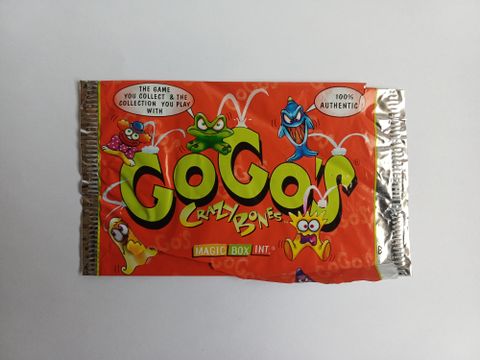 THE GAME
YOU COLLECT & THE
COLLECTION YOU PLAY
WITH
100%
AUTHENTIC
GOGO'S
CRAZY BONES
MAGIC BOX INT.